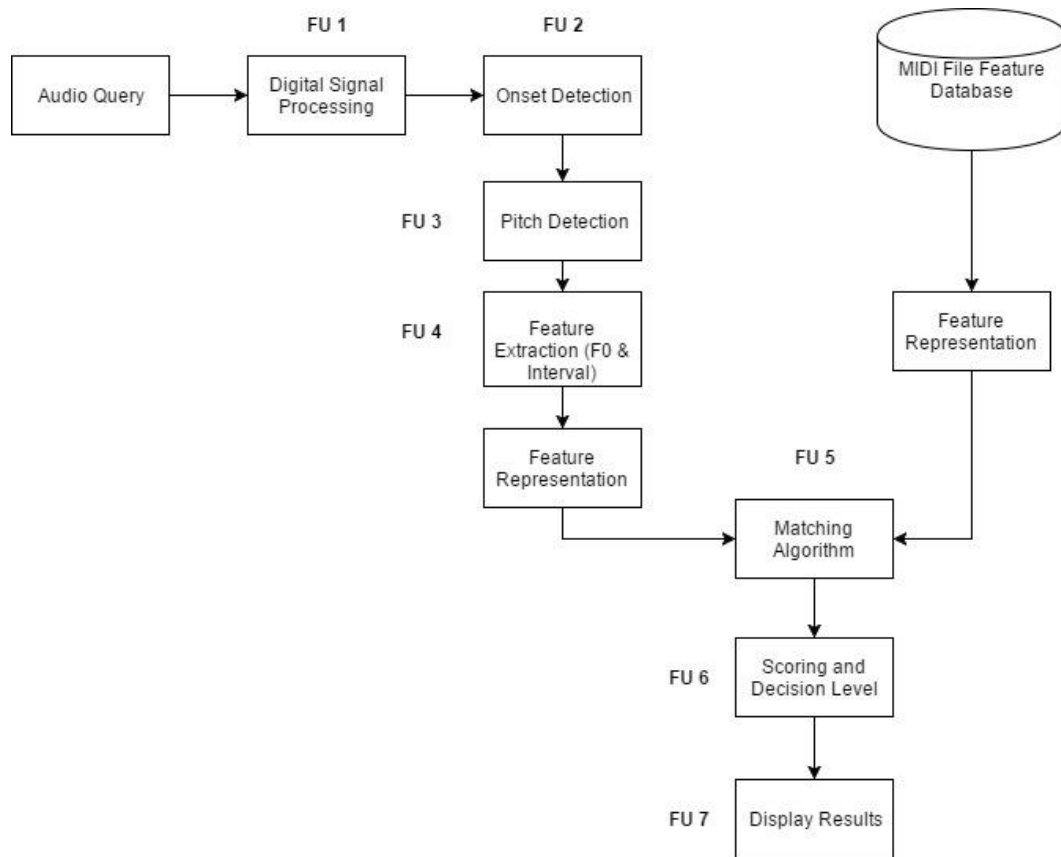 FU 1
FU 2
Audio Query
Digital Signal
Processing
Onset Detection
MIDI File Feature
Database
FU 3
Pitch Detection
FU 4
Feature
Extraction (F0 &
Interval)
Feature
Representation
Feature
Representation
FU 5
Matching
Algorithm
FU 6
Scoring and
Decision Level
FU 7
Display Results